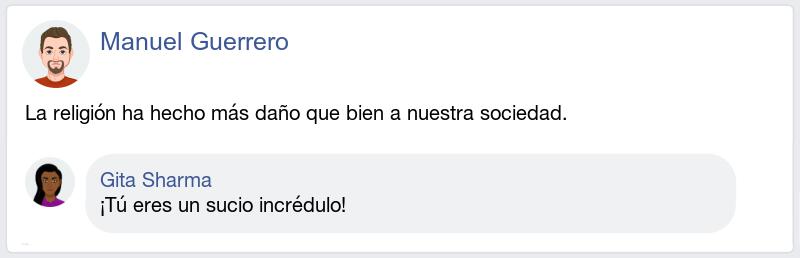 Manuel Guerrero
La religión ha hecho más daño que bien a nuestra sociedad.
Gita Sharma
¡Tú eres un sucio incrédulo!